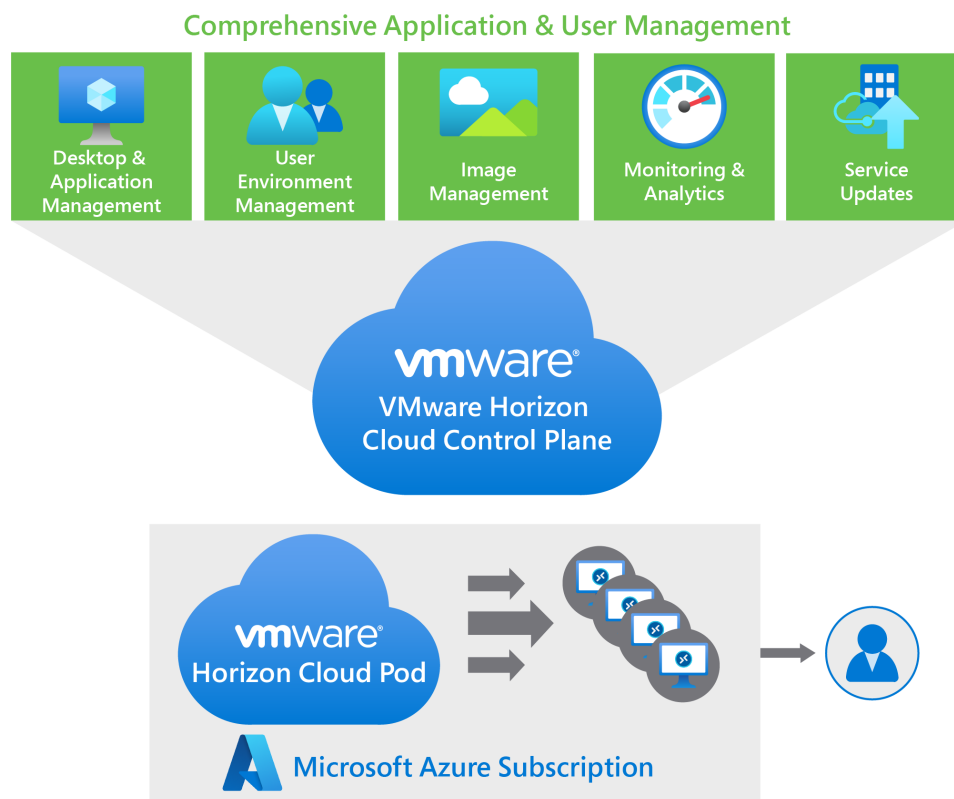 Comprehensive Application & User Management
Desktop &
Application
Management
User
Environment
Management
Image
Management
Monitoring &
Analytics
Service
Updates
vmware®
VMware Horizon
Cloud Control Plane
vmware®
Horizon Cloud Pod
Microsoft Azure Subscription